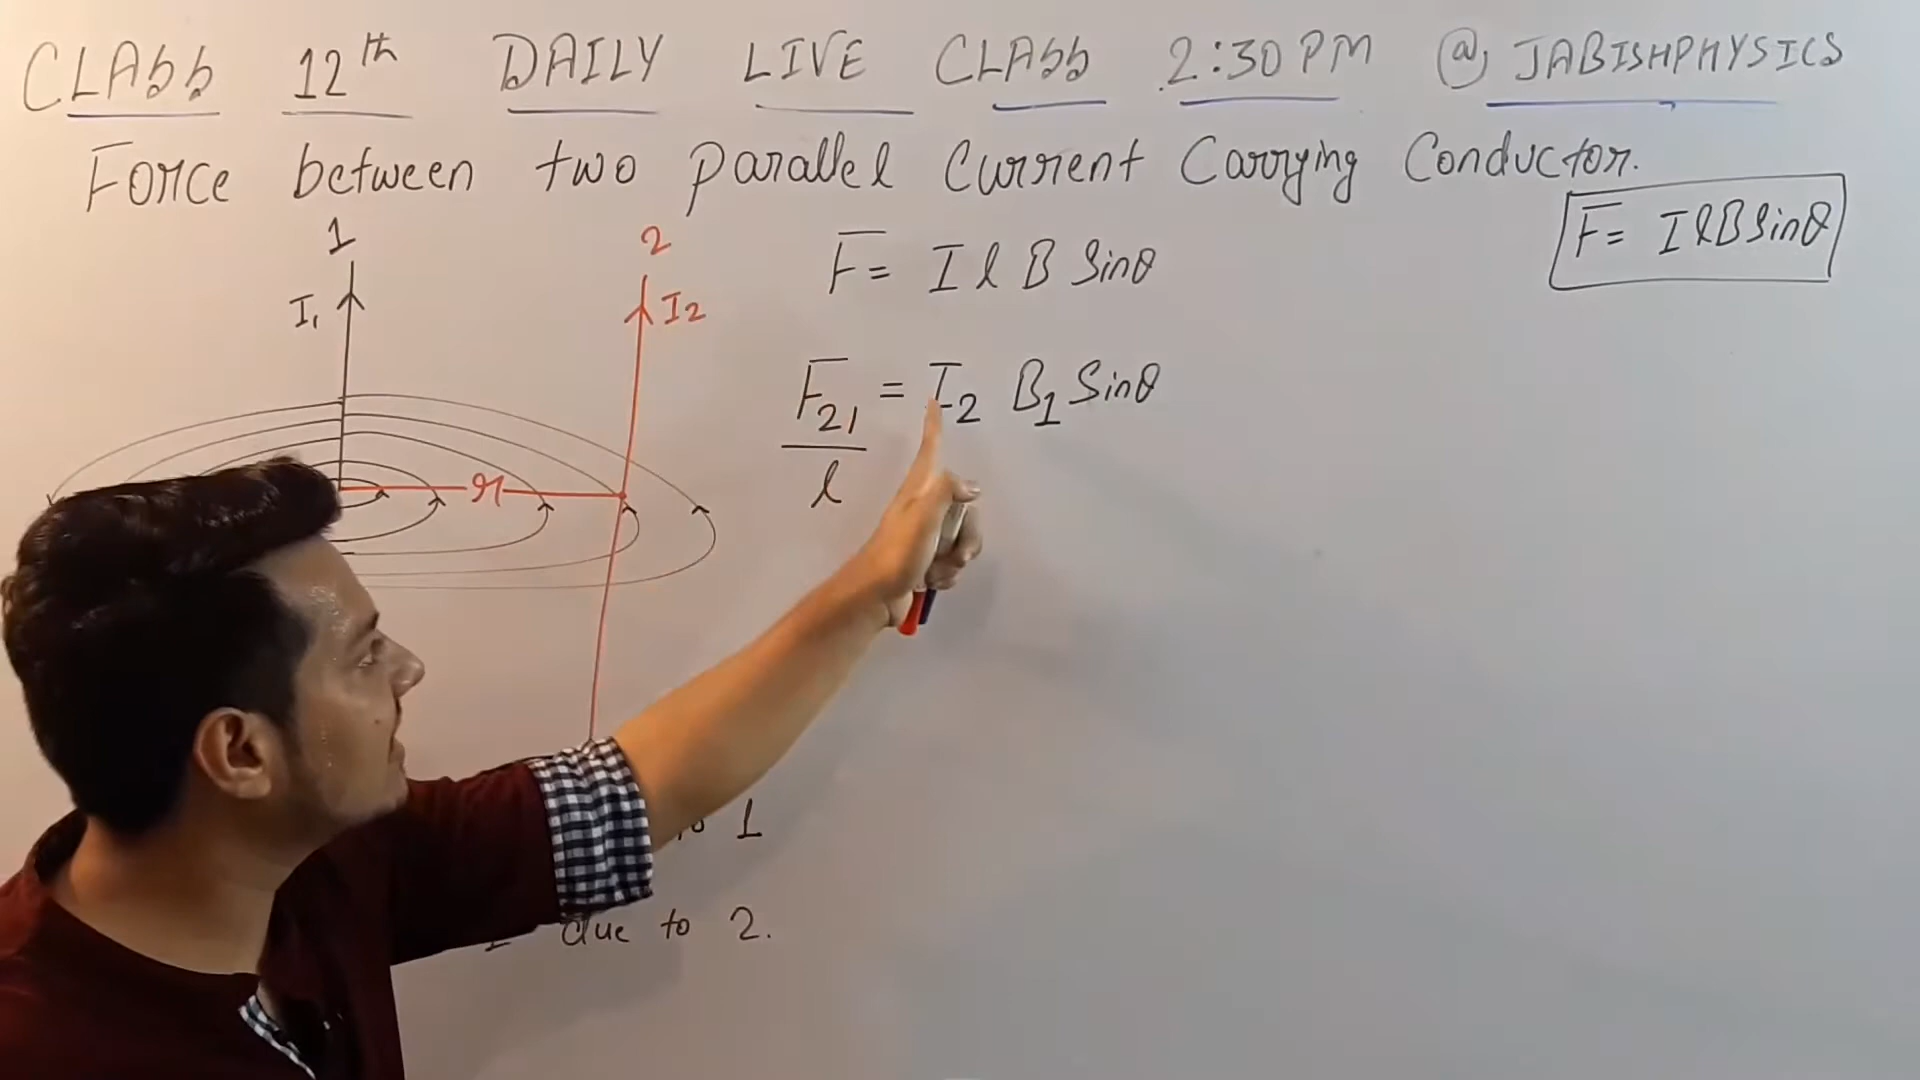 CLASS 12th DAILY LIVE CLASS 2:30 PM @ JABISHPHYSICS
Force between two parallel Current Carrying Conductor.
F = IlB Sinθ
1
2
I1
I2
r
F = I l B Sinθ
F21 = I2 B1 Sinθ
l
1
due to 2.